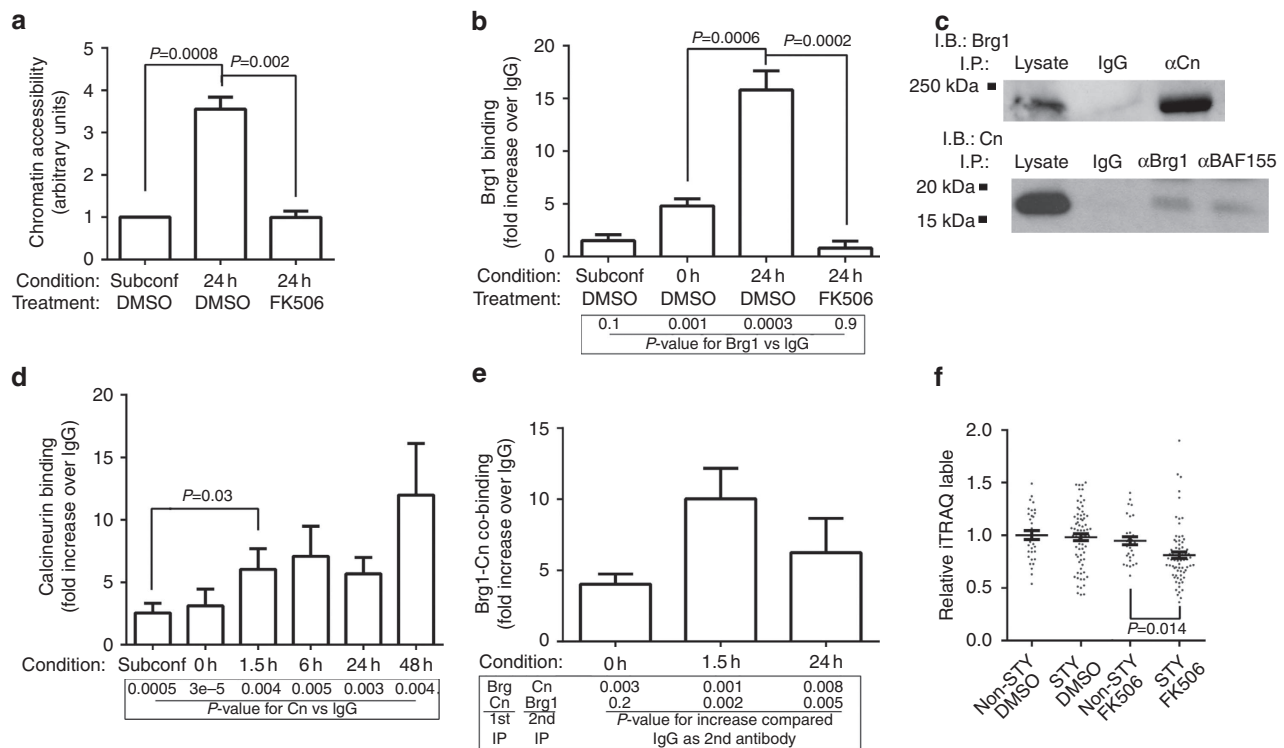 a
Chromatin accessibility
(arbitrary units)
5
4
3
2
1
0
P=0.0008
P=0.002
Condition: Subconf 24 h 24 h
Treatment: DMSO DMSO FK506
b
Brg1 binding
(fold increase over IgG)
20
15
10
5
0
P=0.0006
P=0.0002
Condition: Subconf 0 h 24 h 24 h
Treatment: DMSO DMSO DMSO FK506
0.1 0.001 0.0003 0.9
P-value for Brg1 vs IgG
c
I.B.: Brg1
I.P.: Lysate IgG αCn
250 kDa
I.B.: Cn
I.P.: Lysate IgG αBrg1 αBAF155
20 kDa
15 kDa
d
Calcineurin binding
(fold increase over IgG)
20
15
10
5
0
P=0.03
Condition: Subconf 0 h 1.5 h 6 h 24 h 48 h
0.0005 3e–5 0.004 0.005 0.003 0.004.
P-value for Cn vs IgG
e
Brg1-Cn co-binding
(fold increase over IgG)
15
10
5
0
Condition: 0 h 1.5 h 24 h
Brg Cn 0.003 0.001 0.008
Cn Brg1 0.2 0.002 0.005
1st 2nd P-value for increase compared
IP IP IgG as 2nd antibody
f
Relative iTRAQ lable
2.0
1.5
1.0
0.5
0.0
P=0.014
Non-STY
DMSO
STY
DMSO
Non-STY
FK506
STY
FK506